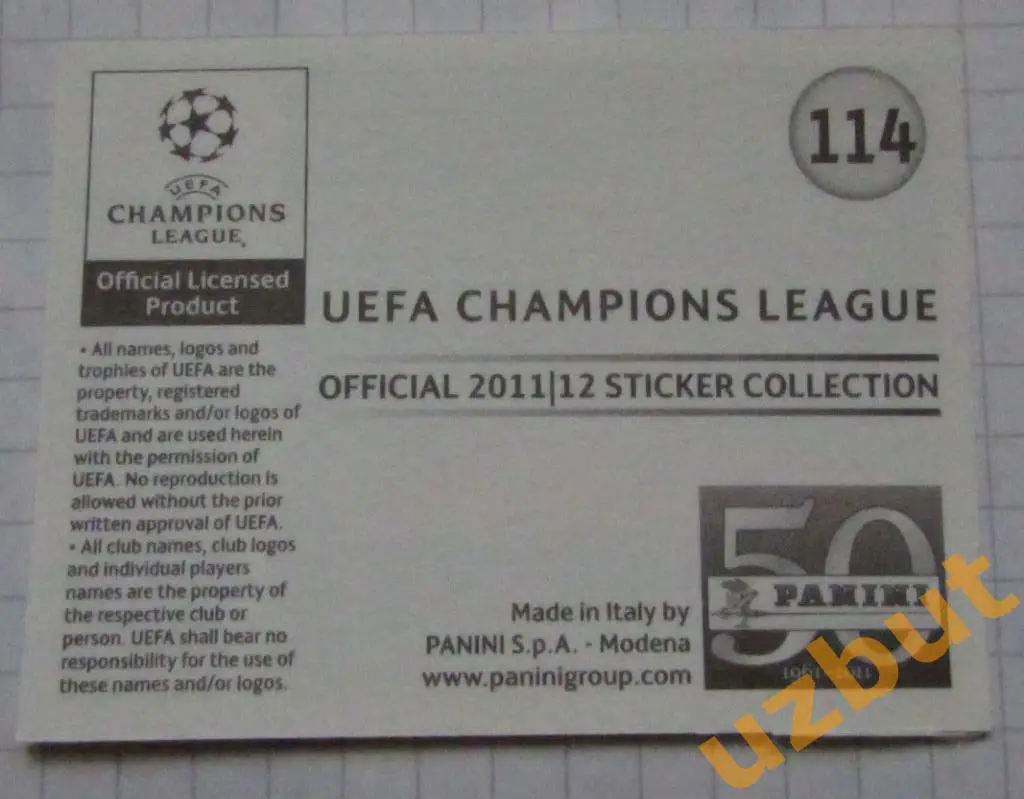 UEFA
CHAMPIONS
LEAGUE
Official Licensed
Product
114
UEFA CHAMPIONS LEAGUE
OFFICIAL 2011|12 STICKER COLLECTION
• All names, logos and
trophies of UEFA are the
property, registered
trademarks and/or logos of
UEFA and are used herein
with the permission of
UEFA. No reproduction is
allowed without the prior
written approval of UEFA.
• All club names, club logos
and individual players
names are the property of
the respective club or
person. UEFA shall bear no
responsibility for the use of
these names and/or logos.
50
PANINI
1961 - 2011
Made in Italy by
PANINI S.p.A. - Modena
www.paninigroup.com
uzbut